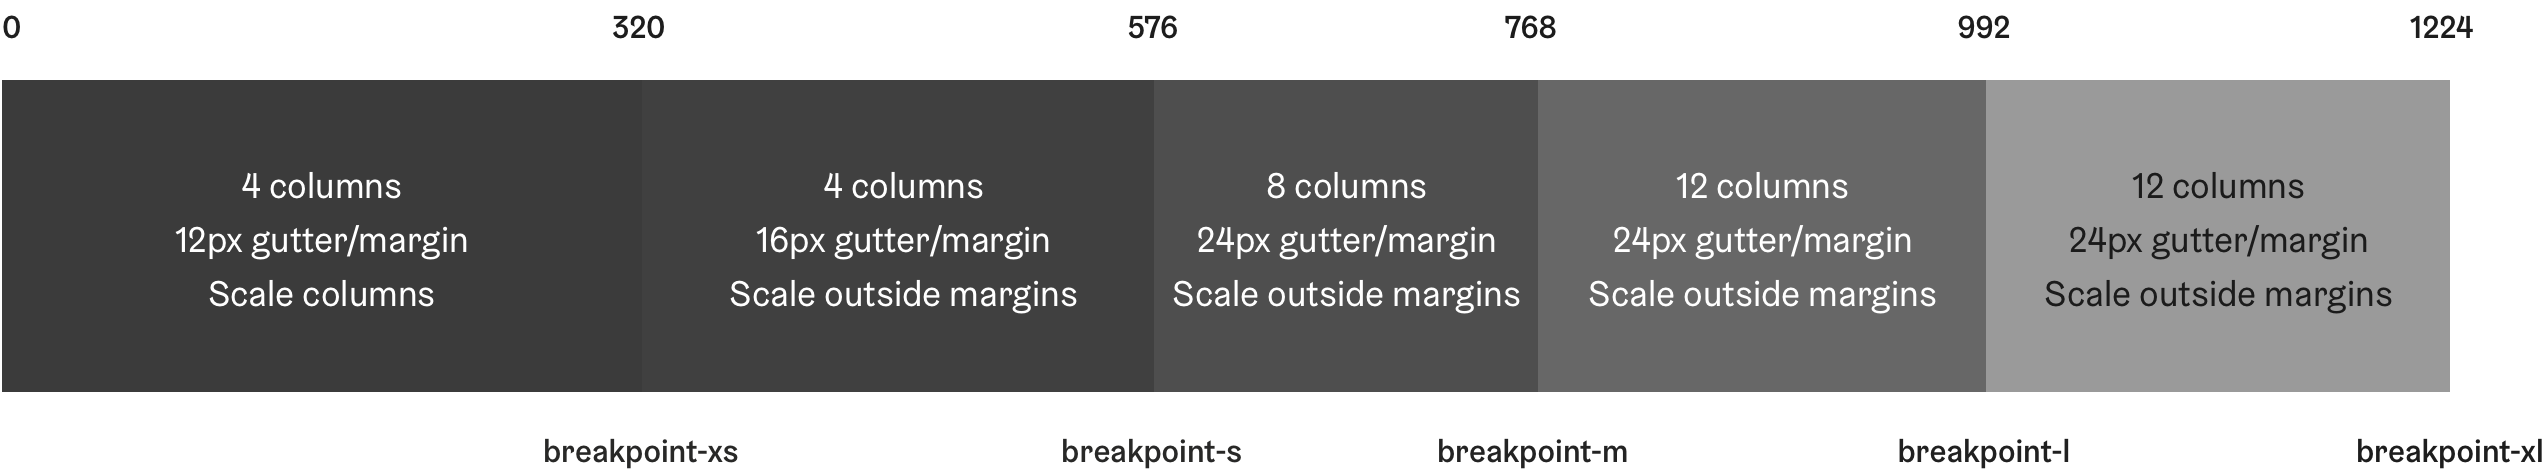 0 320 576 768 992 1224
4 columns
12px gutter/margin
Scale columns
4 columns
16px gutter/margin
Scale outside margins
8 columns
24px gutter/margin
Scale outside margins
12 columns
24px gutter/margin
Scale outside margins
12 columns
24px gutter/margin
Scale outside margins
breakpoint-xs breakpoint-s breakpoint-m breakpoint-l breakpoint-xl